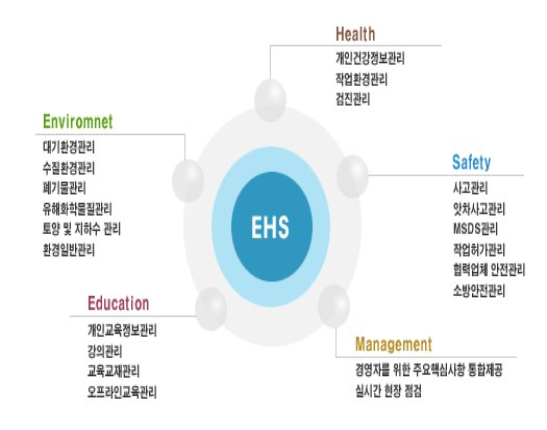 Health
개인건강정보관리
작업환경관리
검진관리
Enviromnet
대기환경관리
수질환경관리
폐기물관리
유해화학물질관리
토양 및 지하수 관리
환경일반관리
Safety
사고관리
앗차사고관리
MSDS관리
작업허가관리
협력업체 안전관리
소방안전관리
EHS
Education
개인교육정보관리
강의관리
교육교재관리
오프라인교육관리
Management
경영자를 위한 주요핵심사항 통합제공
실시간 현장 점검